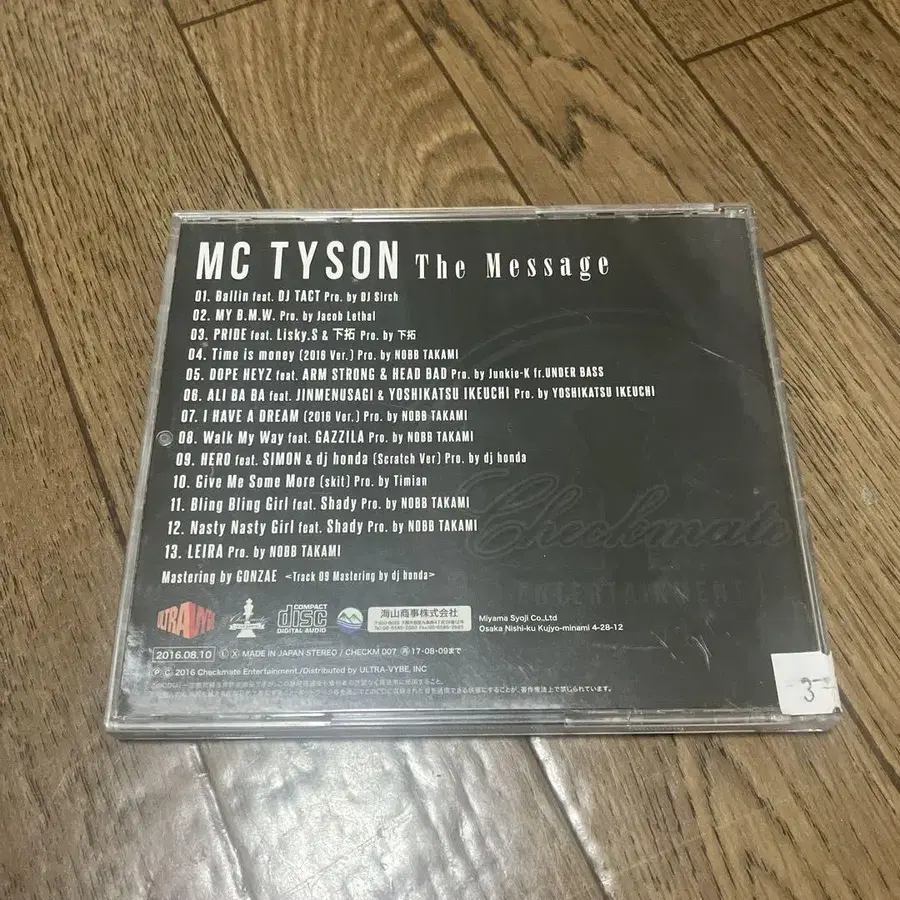 MC TYSON The Message
01. Ballin feat. DJ TACT Pro. by DJ Sirch
02. MY B.M.W. Pro. by Jacob Lethal
03. PRIDE feat. Lisky.S & 下拓 Pro. by 下拓
04. Time is money (2016 Ver.) Pro. by NOBB TAKAMI
05. DOPE HEYZ feat. ARM STRONG & HEAD BAD Pro. by Junkie-K fr.UNDER BASS
06. ALI BA BA feat. JINMENUSAGI & YOSHIKATSU IKEUCHI Pro. by YOSHIKATSU IKEUCHI
07. I HAVE A DREAM (2016 Ver.) Pro. by NOBB TAKAMI
08. Walk My Way feat. GAZZILA Pro. by NOBB TAKAMI
09. HERO feat. SIMON & dj honda (Scratch Ver) Pro. by dj honda
10. Give Me Some More (skit) Pro. by Timian
11. Bling Bling Girl feat. Shady Pro. by NOBB TAKAMI
12. Nasty Nasty Girl feat. Shady Pro. by NOBB TAKAMI
13. LEIRA Pro. by NOBB TAKAMI
Checkmate
ENTERTAINMENT
Mastering by GONZAE <Track 09 Mastering by dj honda>
ULTRA-VYBE
COMPACT
disc
DIGITAL AUDIO
海山商事株式会社
Miyama Syoji Co.,Ltd
Osaka Nishi-ku Kujyo-minami 4-28-12
2016.08.10 Ⓛ Ⓧ MADE IN JAPAN STEREO / CHECKM 007 ㊢ 17・08・09まで
Ⓟ Ⓒ 2016 Checkmate Entertainment / Distributed by ULTRA-VYBE, INC
3